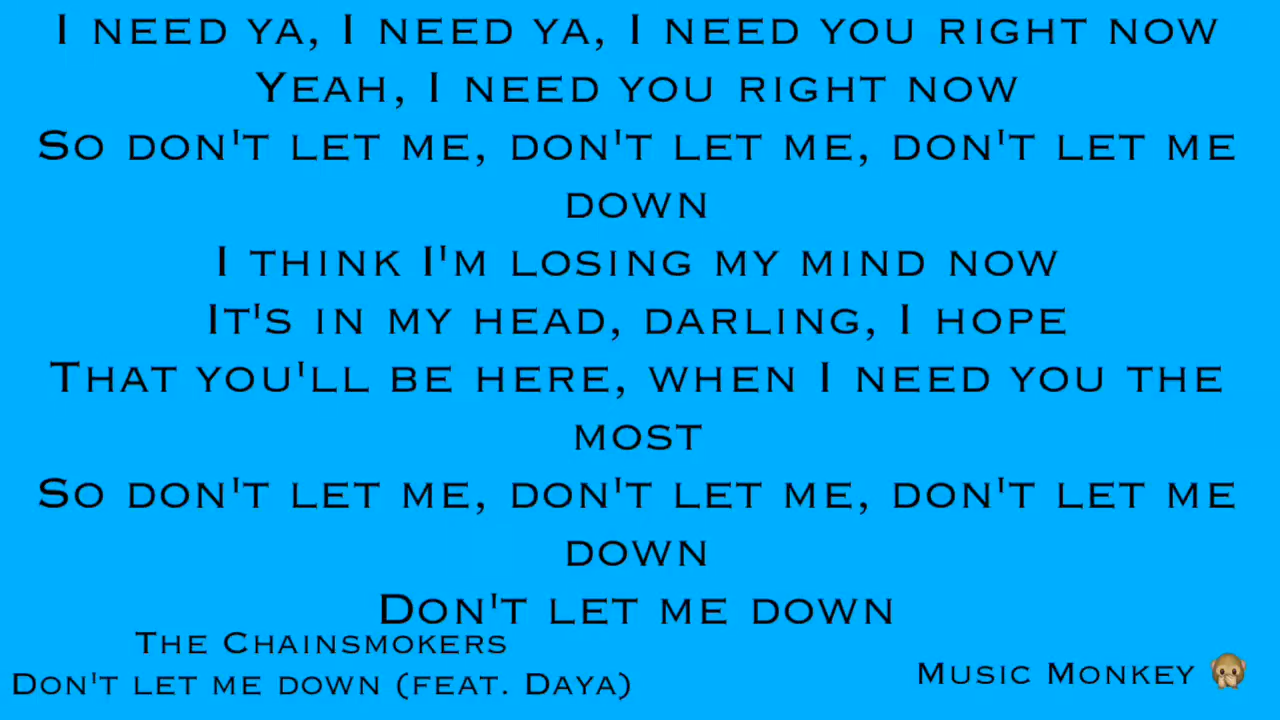 I NEED YA, I NEED YA, I NEED YOU RIGHT NOW
YEAH, I NEED YOU RIGHT NOW
SO DON'T LET ME, DON'T LET ME, DON'T LET ME
DOWN
I THINK I'M LOSING MY MIND NOW
IT'S IN MY HEAD, DARLING, I HOPE
THAT YOU'LL BE HERE, WHEN I NEED YOU THE
MOST
SO DON'T LET ME, DON'T LET ME, DON'T LET ME
DOWN
DON'T LET ME DOWN
THE CHAINSMOKERS
DON'T LET ME DOWN (FEAT. DAYA)
MUSIC MONKEY 🙊